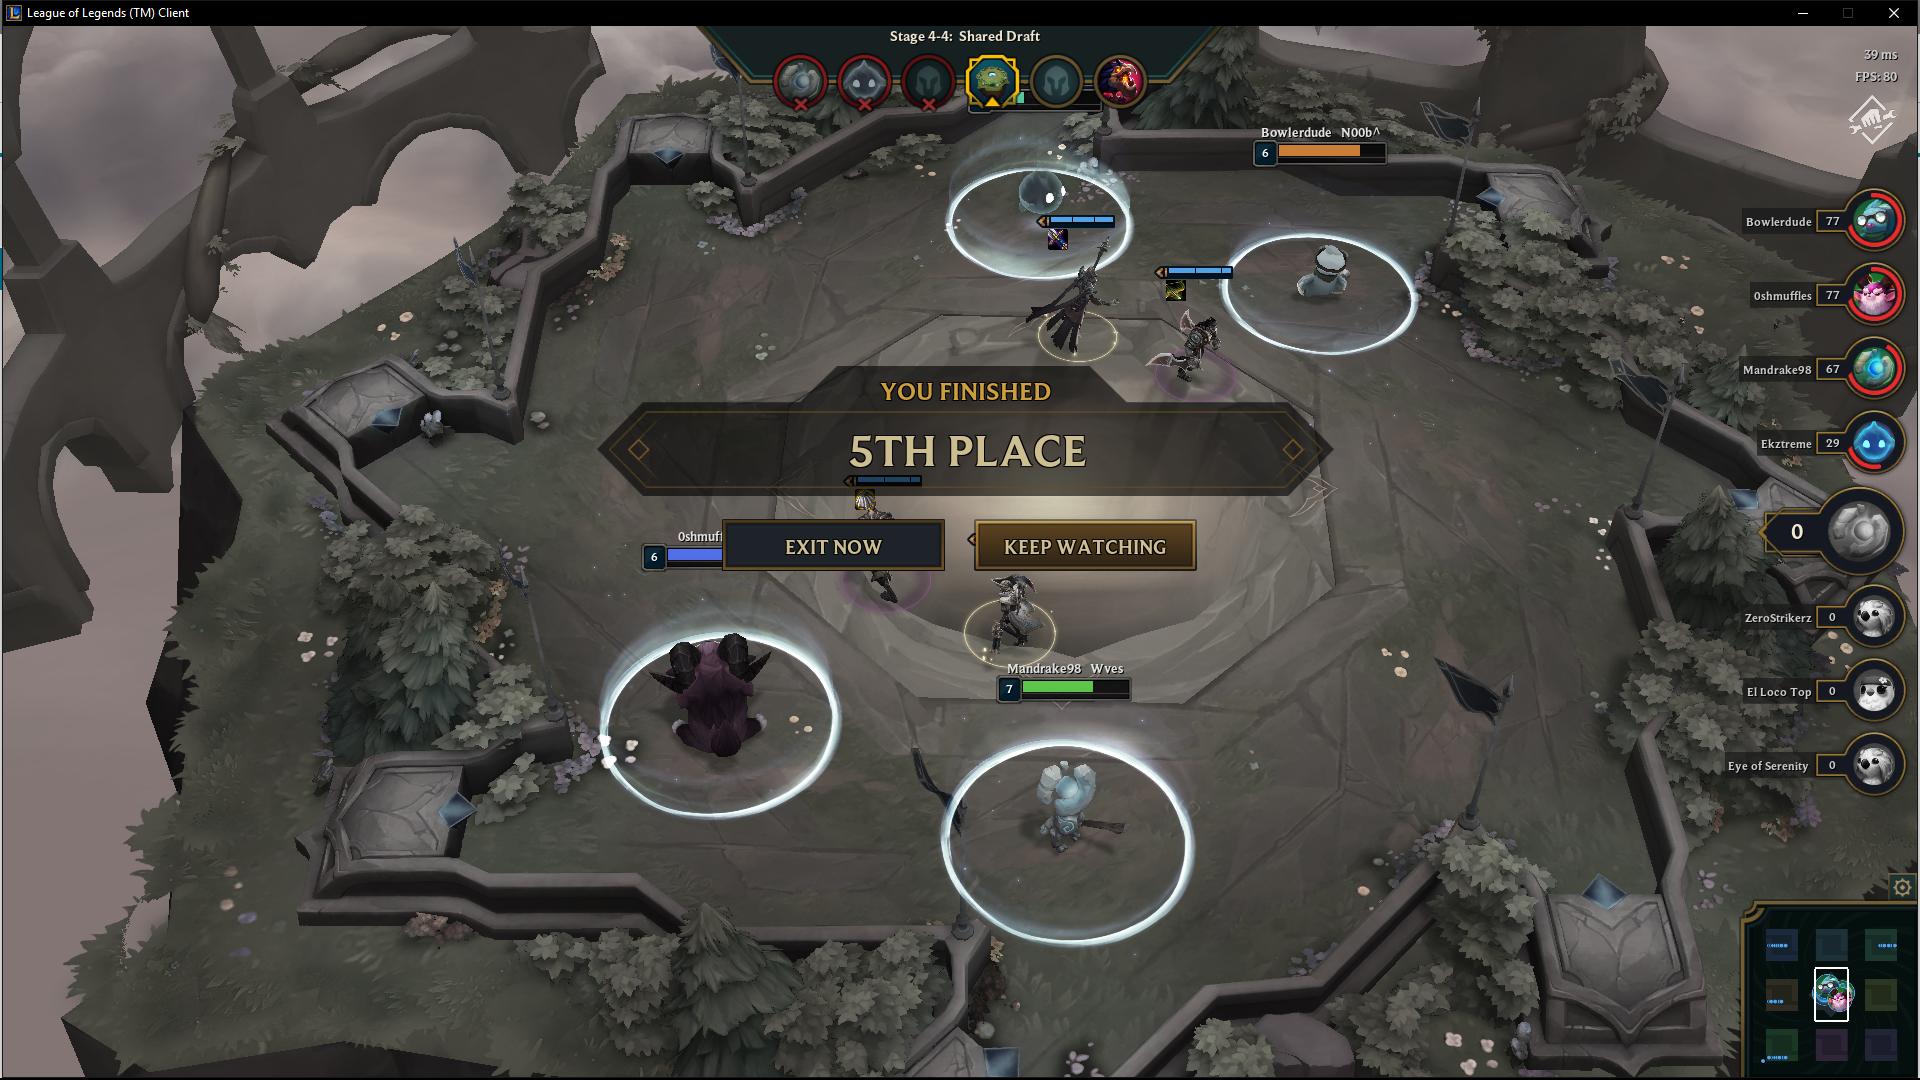 League of Legends (TM) Client
Stage 4-4: Shared Draft
39 ms
FPS: 80
Bowlerdude N00b^
6
Bowlerdude 77
0shmuffles 77
Mandrake98 67
Ekztreme 29
0
ZeroStrikerz 0
El Loco Top 0
Eye of Serenity 0
YOU FINISHED
5TH PLACE
EXIT NOW
KEEP WATCHING
0shmuf
6
Mandrake98 Wves
7